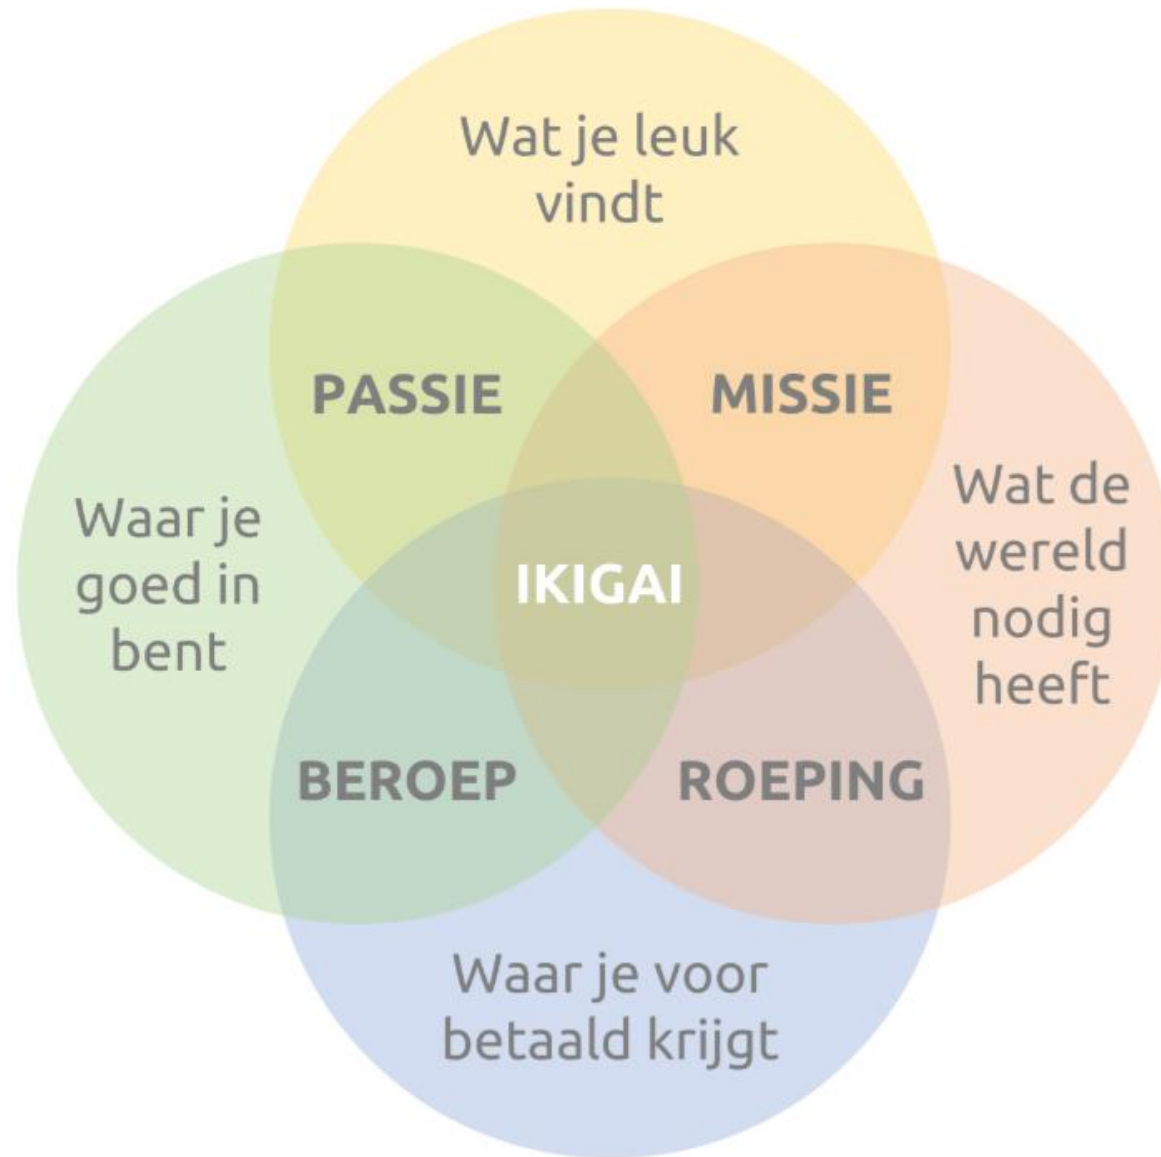 Wat je leuk
vindt
PASSIE
MISSIE
Waar je
goed in
bent
IKIGAI
Wat de
wereld
nodig
heeft
BEROEP
ROEPING
Waar je voor
betaald krijgt